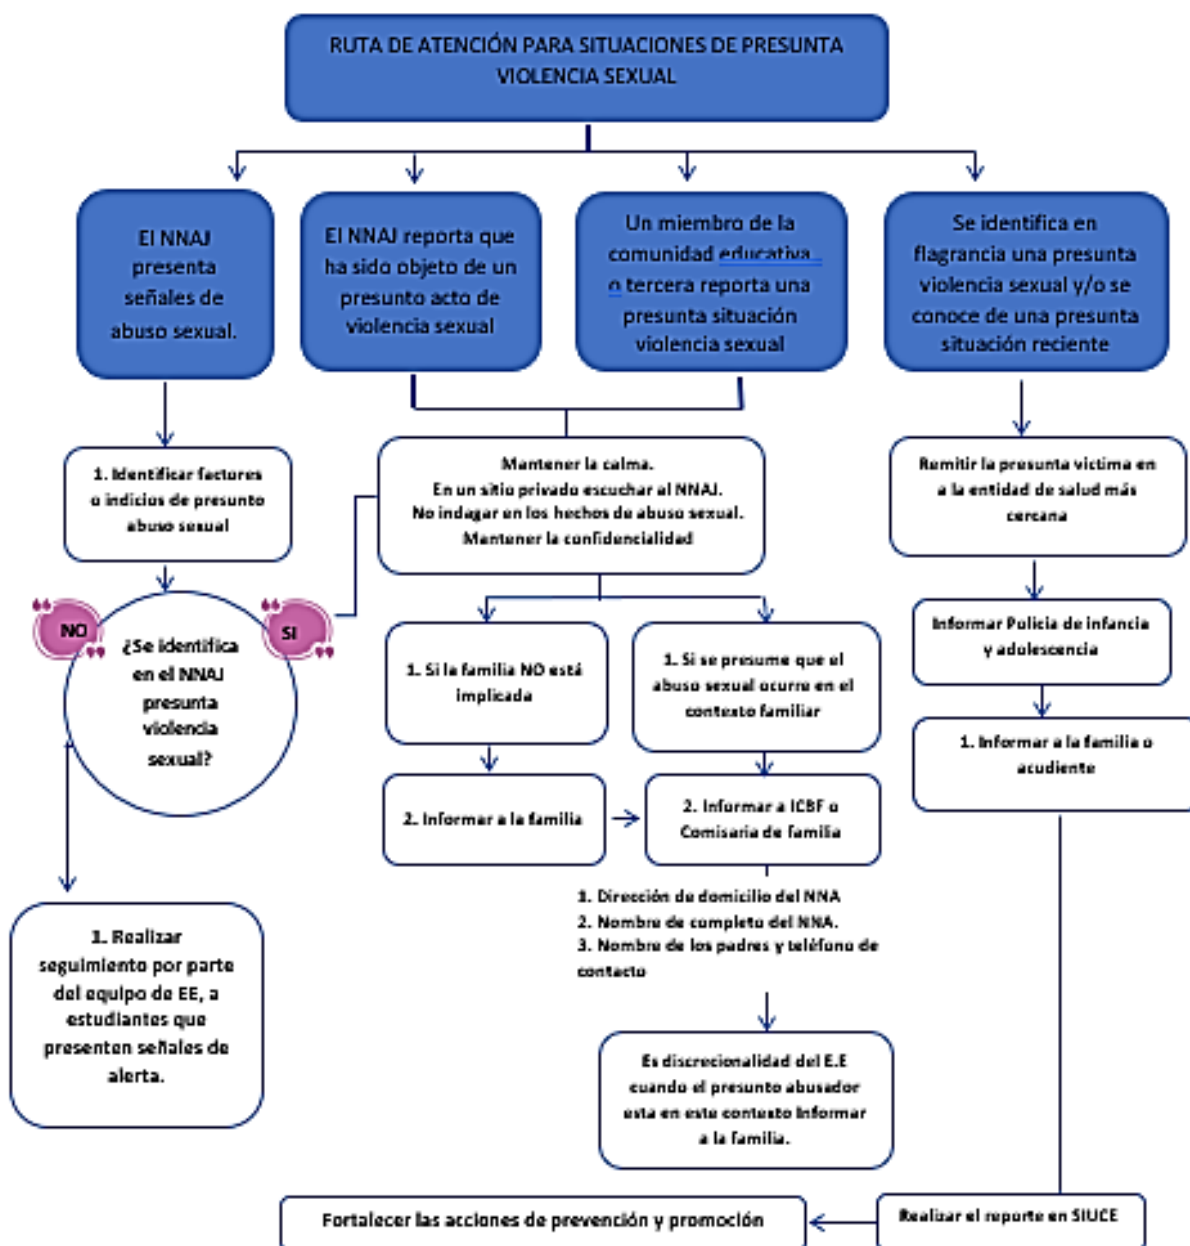 RUTA DE ATENCIÓN PARA SITUACIONES DE PRESUNTA
VIOLENCIA SEXUAL
El NNAJ
presenta
señales de
abuso sexual.
El NNAJ reporta que
ha sido objeto de un
presunto acto de
violencia sexual
Un miembro de la
comunidad educativa
o tercera reporta una
presunta situación
violencia sexual
Se identifica en
flagrancia una presunta
violencia sexual y/o se
conoce de una presunta
situación reciente
1. Identificar factores
o indicios de presunto
abuso sexual
Mantener la calma.
En un sitio privado escuchar al NNAJ.
No indagar en los hechos de abuso sexual.
Mantener la confidencialidad
Remitir la presunta victima en
a la entidad de salud más
cercana
NO
SI
¿Se identifica
en el NNAJ
presunta
violencia
sexual?
1. Si la familia NO está
implicada
1. Si se presume que el
abuso sexual ocurre en el
contexto familiar
Informar Policia de infancia
y adolescencia
1. Informar a la familia o
acudiente
2. Informar a la familia
2. Informar a ICBF o
Comisaria de familia
1. Dirección de domicilio del NNA
2. Nombre de completo del NNA.
3. Nombre de los padres y teléfono de
contacto
1. Realizar
seguimiento por parte
del equipo de EE, a
estudiantes que
presenten señales de
alerta.
Es discrecionalidad del E.E
cuando el presunto abusador
esta en este contexto Informar
a la familia.
Fortalecer las acciones de prevención y promoción
Realizar el reporte en SIUCE